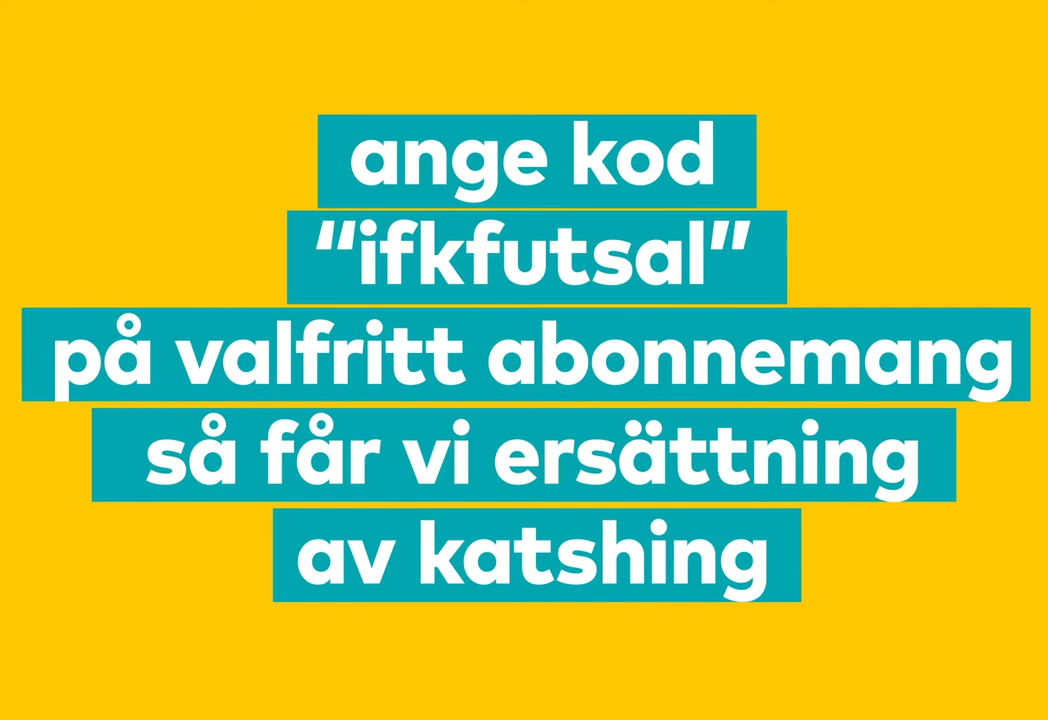 ange kod
“ifkfutsal”
på valfritt abonnemang
så får vi ersättning
av katshing